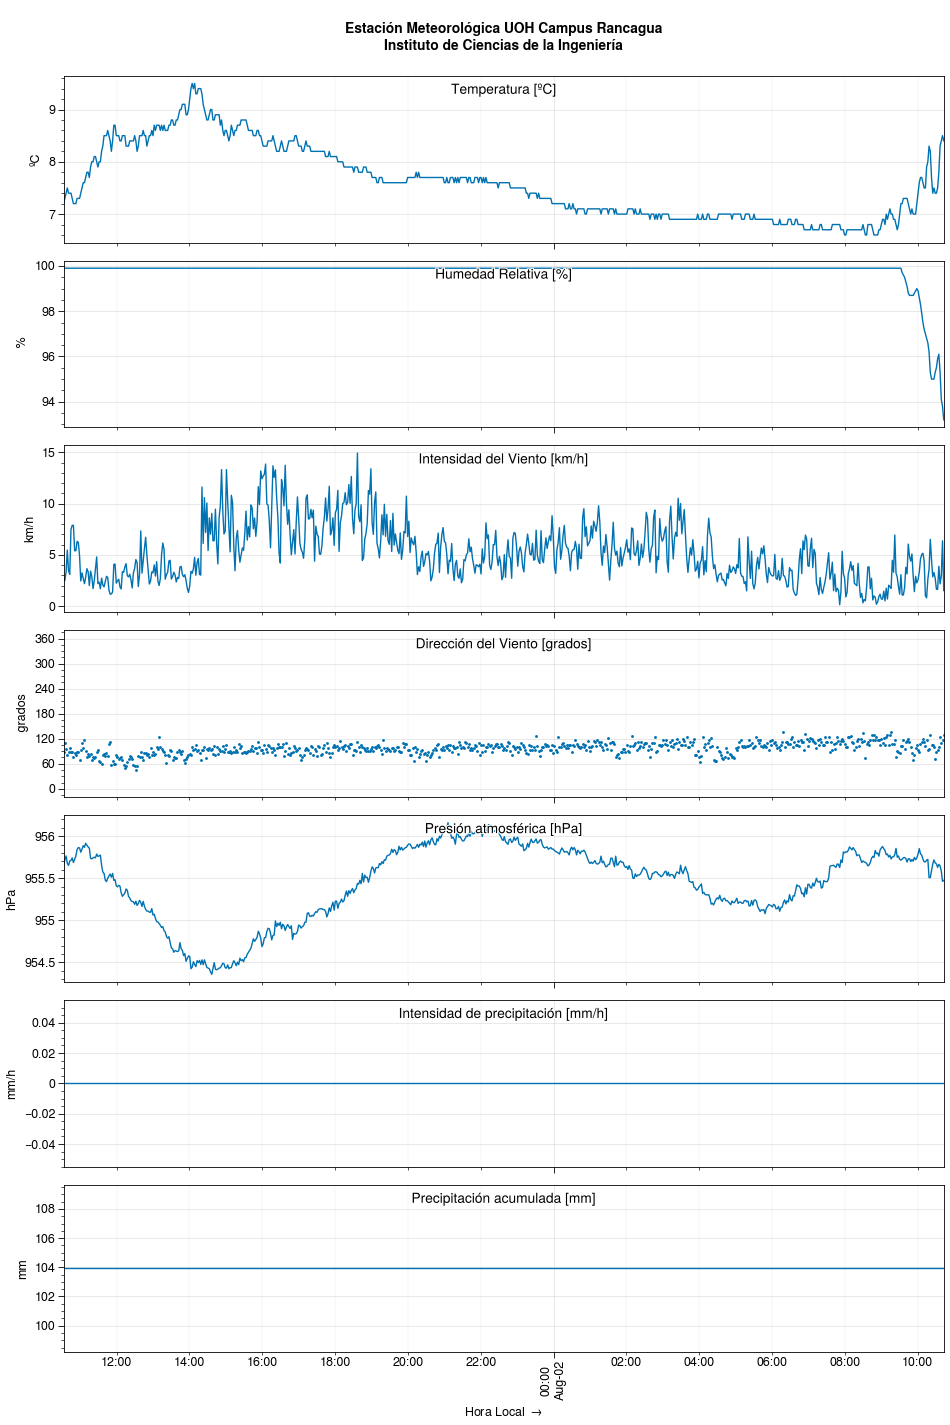 Estación Meteorológica UOH Campus Rancagua
Instituto de Ciencias de la Ingeniería
Temperatura [ºC]
9
8
7
ºC
Humedad Relativa [%]
100
98
96
94
%
Intensidad del Viento [km/h]
15
10
5
0
km/h
Dirección del Viento [grados]
360
300
240
180
120
60
0
grados
Presión atmosférica [hPa]
956
955.5
955
954.5
hPa
Intensidad de precipitación [mm/h]
0.04
0.02
0
−0.02
−0.04
mm/h
Precipitación acumulada [mm]
108
106
104
102
100
mm
12:00 14:00 16:00 18:00 20:00 22:00 00:00 02:00 04:00 06:00 08:00 10:00
Aug-02
Hora Local →